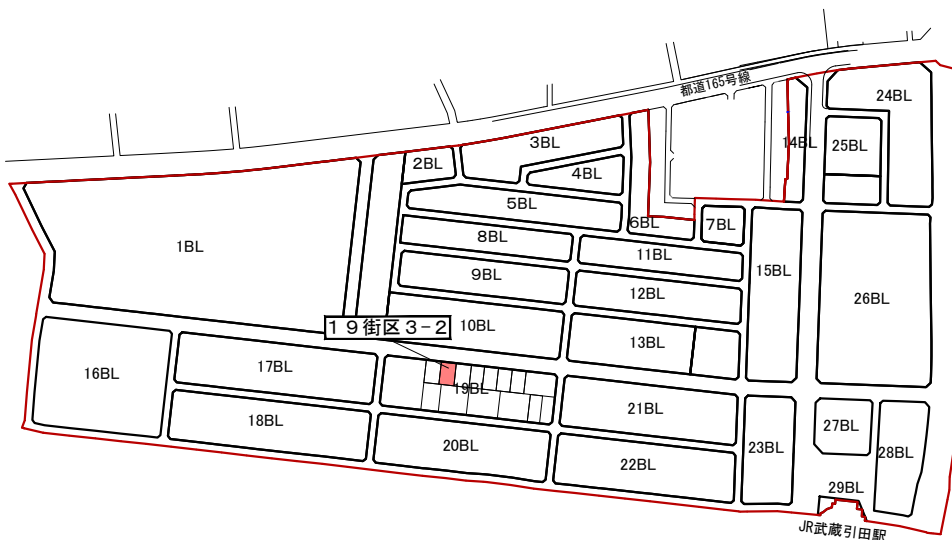 都道165号線
24BL
3BL
14BL
25BL
2BL
4BL
5BL
6BL
7BL
1BL
8BL
11BL
9BL
15BL
12BL
26BL
10BL
19街区3-2
13BL
17BL
16BL
19BL
21BL
18BL
27BL
20BL
23BL
28BL
22BL
29BL
JR武蔵引田駅